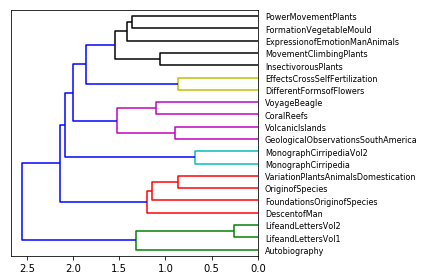 PowerMovementPlants
FormationVegetableMould
ExpressionofEmotionManAnimals
MovementClimbingPlants
InsectivorousPlants
EffectsCrossSelfFertilization
DifferentFormsofFlowers
VoyageBeagle
CoralReefs
VolcanicIslands
GeologicalObservationsSouthAmerica
MonographCirripediaVol2
MonographCirripedia
VariationPlantsAnimalsDomestication
OriginofSpecies
FoundationsOriginofSpecies
DescentofMan
LifeandLettersVol2
LifeandLettersVol1
Autobiography
2.5 2.0 1.5 1.0 0.5 0.0